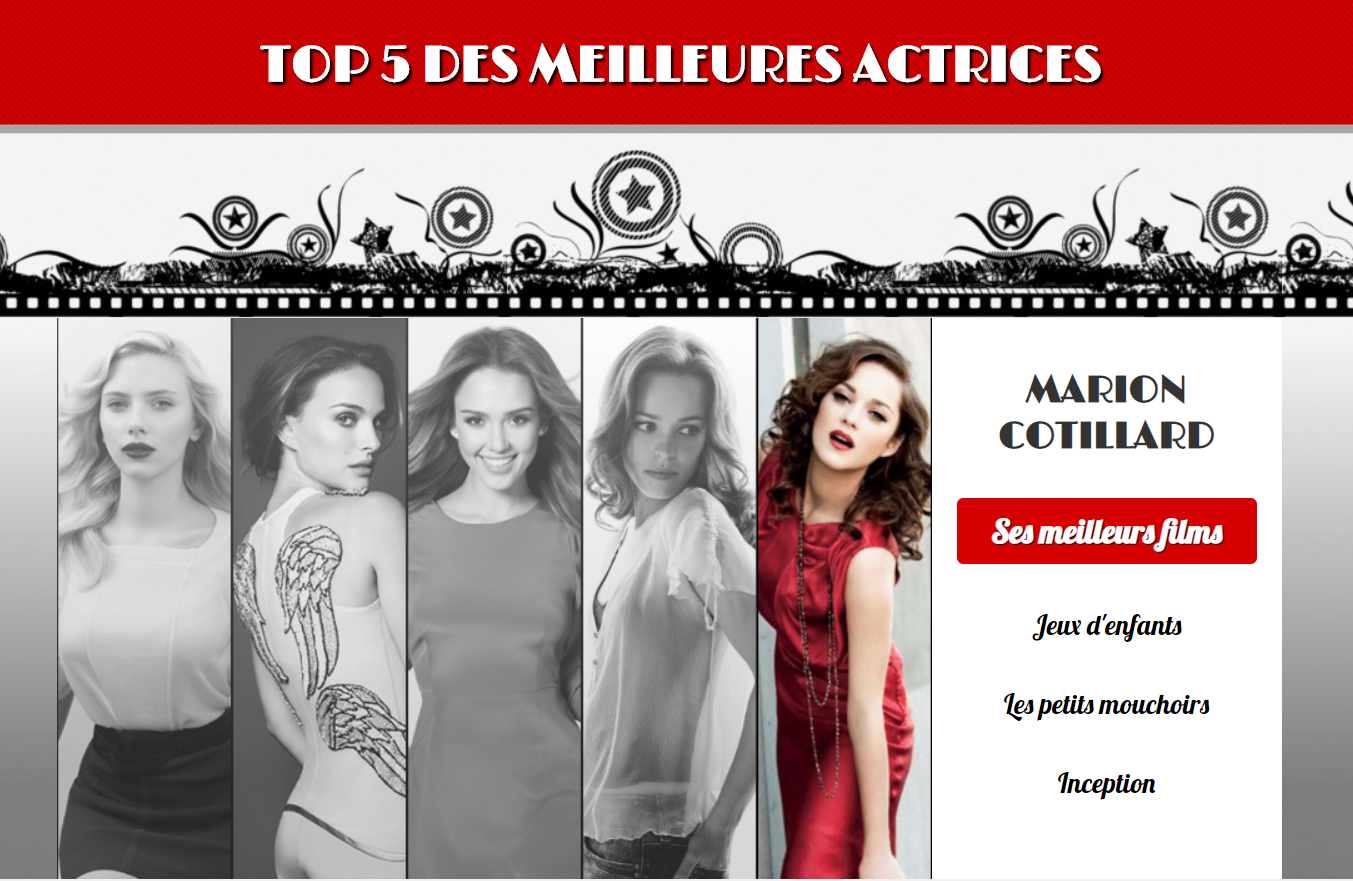 TOP 5 DES MEILLEURES ACTRICES
MARION
COTILLARD
Ses meilleurs films
Jeux d'enfants
Les petits mouchoirs
Inception